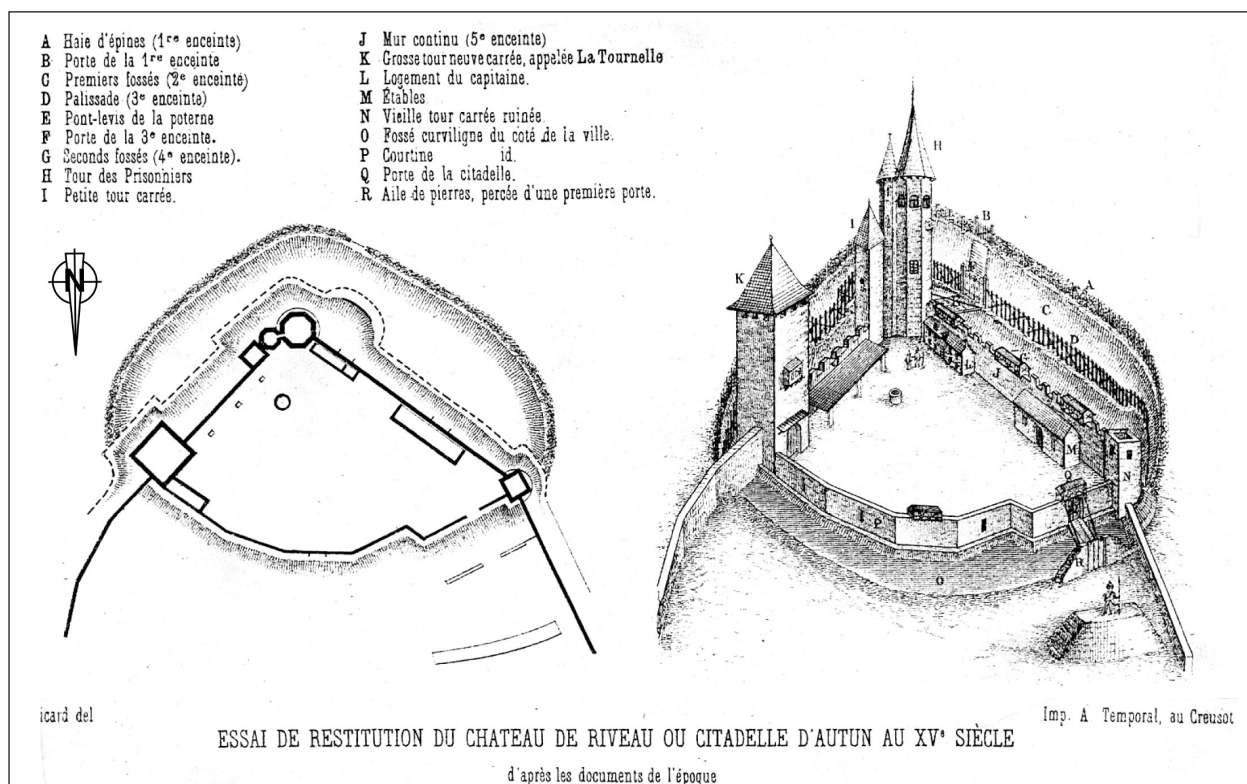 A Haie d'épines (1re enceinte)
B Porte de la 1re enceinte
C Premiers fossés (2e enceinte)
D Palissade (3e enceinte)
E Pont-levis de la poterne
F Porte de la 3e enceinte.
G Seconds fossés (4e enceinte).
H Tour des Prisonniers
I Petite tour carrée.
J Mur continu (5e enceinte)
K Grosse tour neuve carrée, appelée La Tournelle
L Logement du capitaine.
M Étables
N Vieille tour carrée ruinée
O Fossé curviligne du coté de la ville.
P Courtine id.
Q Porte de la citadelle.
R Aile de pierres, percée d'une première porte.
N
H
B
I
K
A
C
D
J
L
M
Q
N
P
R
O
icard del
Imp. A Temporal, au Creusot
ESSAI DE RESTITUTION DU CHATEAU DE RIVEAU OU CITADELLE D'AUTUN AU XVe SIÈCLE
d'après les documents de l'époque